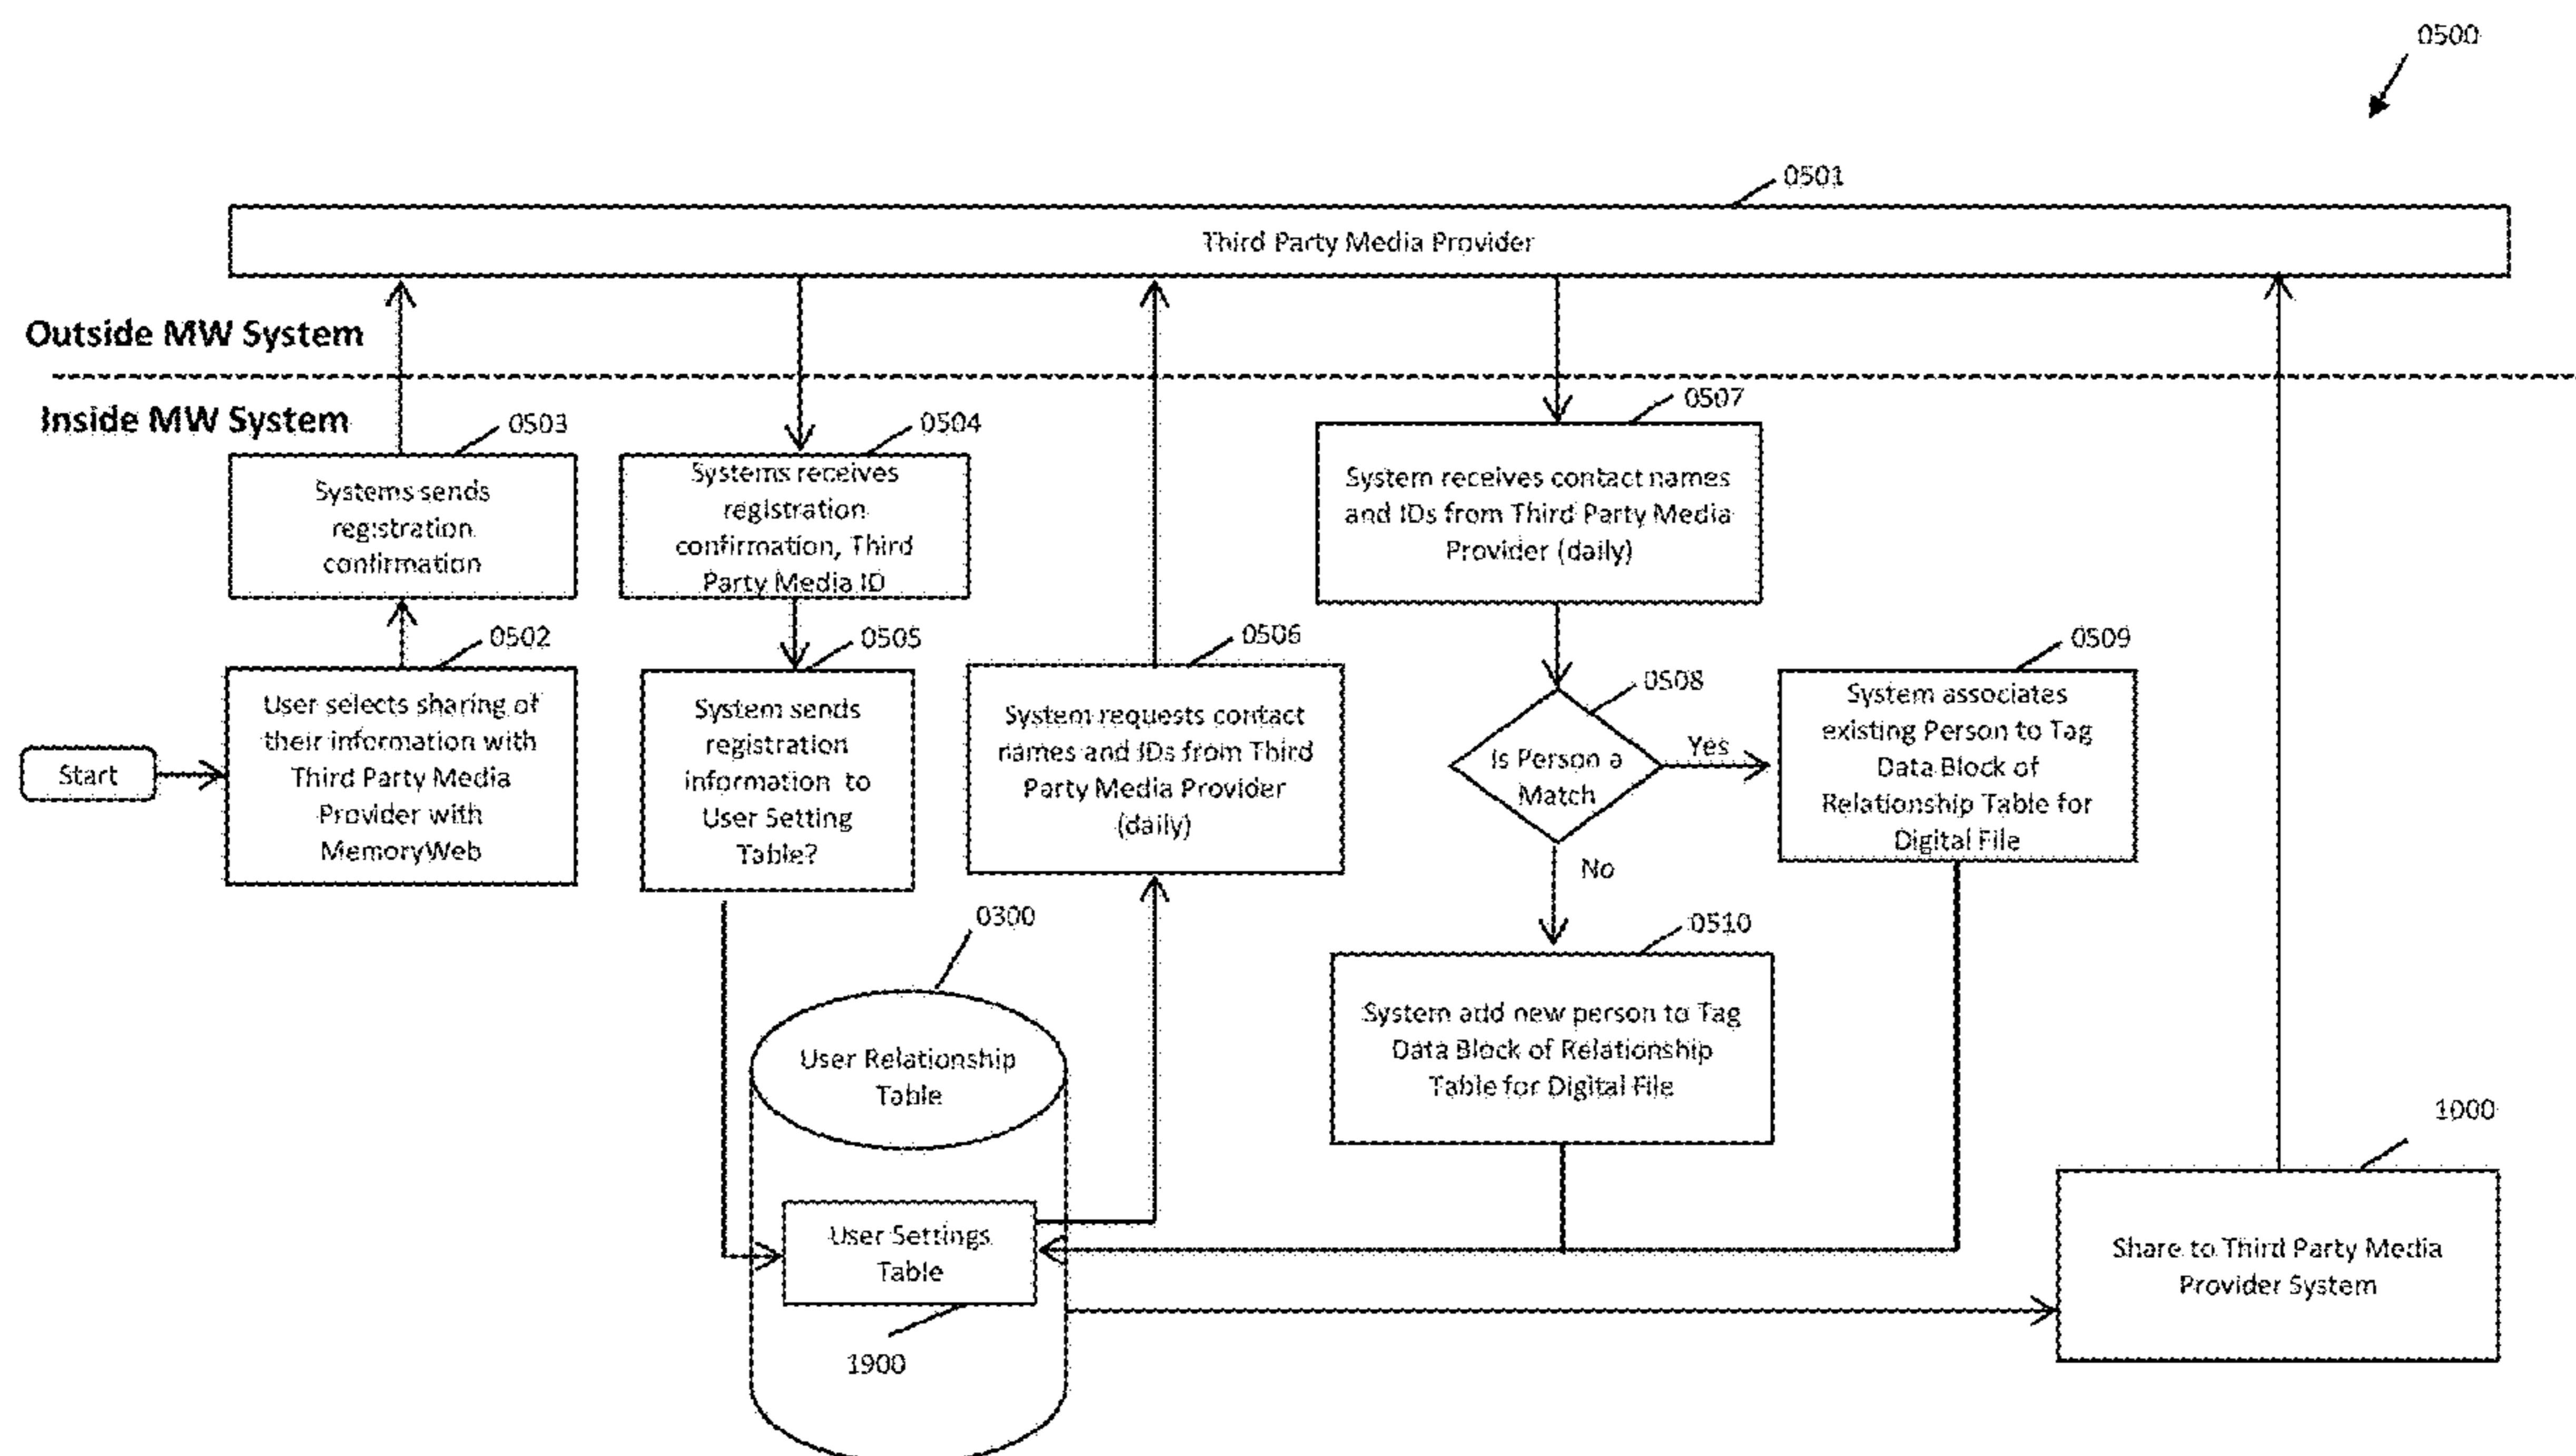 0500
0501
Third Party Media Provider
Outside MW System
Inside MW System
0503
Systems sends
registration
confirmation
0504
Systems receives
registration
confirmation, Third
Party Media ID
0507
System receives contact names
and IDs from Third Party Media
Provider (daily)
Start
0502
User selects sharing of
their information with
Third Party Media
Provider with
MemoryWeb
0505
System sends
registration
information to
User Setting
Table?
0506
System requests contact
names and IDs from Third
Party Media Provider
(daily)
0508
Is Person a
Match
Yes
No
0509
System associates
existing Person to Tag
Data Block of
Relationship Table for
Digital File
0300
User Relationship
Table
0510
System add new person to Tag
Data Block of Relationship
Table for Digital File
User Settings
Table
1900
1000
Share to Third Party Media
Provider System